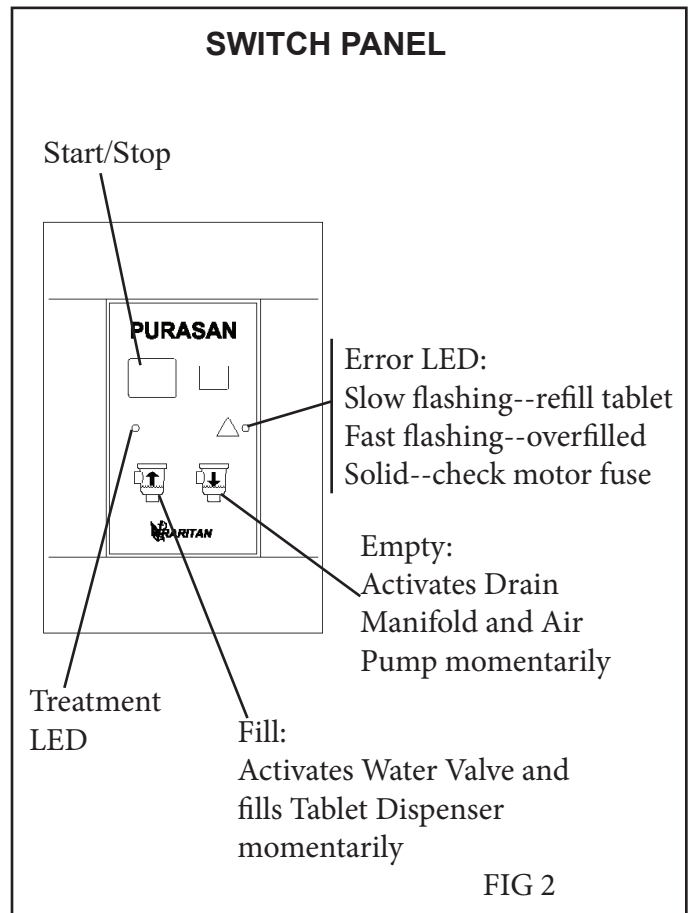 SWITCH PANEL
Start/Stop
PURASAN
Error LED:
Slow flashing--refill tablet
Fast flashing--overfilled
Solid--check motor fuse
RARITAN
Empty:
Activates Drain
Manifold and Air
Pump momentarily
Treatment
LED
Fill:
Activates Water Valve and
fills Tablet Dispenser
momentarily
FIG 2